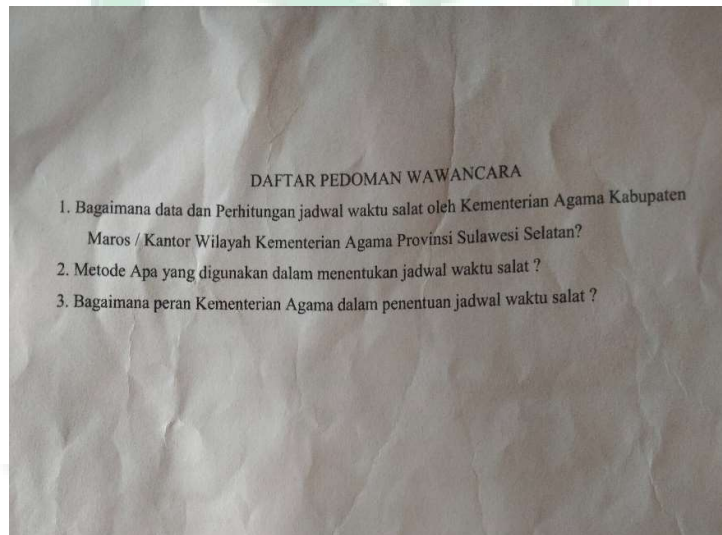 DAFTAR PEDOMAN WAWANCARA
1. Bagaimana data dan Perhitungan jadwal waktu salat oleh Kementerian Agama Kabupaten
Maros / Kantor Wilayah Kementerian Agama Provinsi Sulawesi Selatan?
2. Metode Apa yang digunakan dalam menentukan jadwal waktu salat ?
3. Bagaimana peran Kementerian Agama dalam penentuan jadwal waktu salat ?